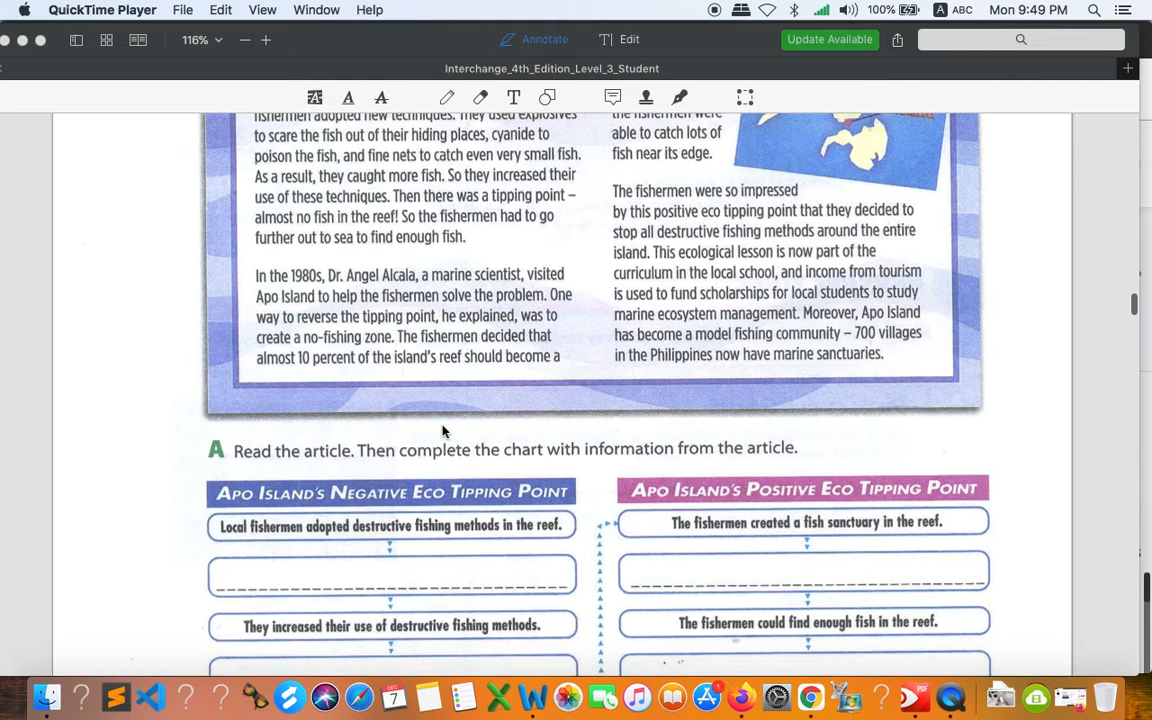 QuickTime Player File Edit View Window Help 100% A ABC Mon 9:49 PM
116% Annotate Edit Update Available
Interchange_4th_Edition_Level_3_Student
fishermen adopted new techniques. They used explosives
to scare the fish out of their hiding places, cyanide to
poison the fish, and fine nets to catch even very small fish.
As a result, they caught more fish. So they increased their
use of these techniques. Then there was a tipping point –
almost no fish in the reef! So the fishermen had to go
further out to sea to find enough fish.
In the 1980s, Dr. Angel Alcala, a marine scientist, visited
Apo Island to help the fishermen solve the problem. One
way to reverse the tipping point, he explained, was to
create a no-fishing zone. The fishermen decided that
almost 10 percent of the island's reef should become a
the fishermen were
able to catch lots of
fish near its edge.
The fishermen were so impressed
by this positive eco tipping point that they decided to
stop all destructive fishing methods around the entire
island. This ecological lesson is now part of the
curriculum in the local school, and income from tourism
is used to fund scholarships for local students to study
marine ecosystem management. Moreover, Apo Island
has become a model fishing community – 700 villages
in the Philippines now have marine sanctuaries.
A Read the article. Then complete the chart with information from the article.
APO ISLAND'S NEGATIVE ECO TIPPING POINT
Local fishermen adopted destructive fishing methods in the reef.
They increased their use of destructive fishing methods.
APO ISLAND'S POSITIVE ECO TIPPING POINT
The fishermen created a fish sanctuary in the reef.
The fishermen could find enough fish in the reef.